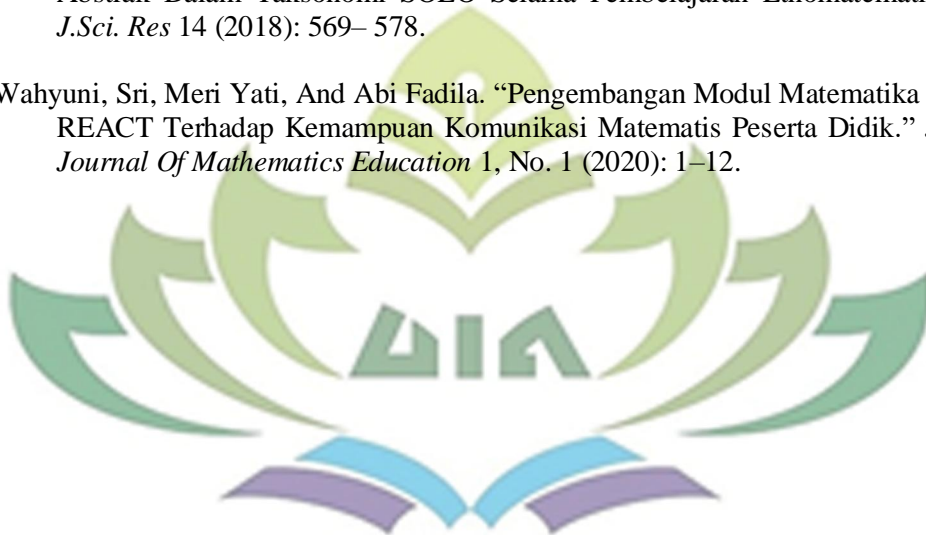 J.Sci. Res 14 (2018): 569– 578.
Wahyuni, Sri, Meri Yati, And Abi Fadila. “Pengembangan Modul Matematika
REACT Terhadap Kemampuan Komunikasi Matematis Peserta Didik.”
Journal Of Mathematics Education 1, No. 1 (2020): 1–12.
UIN